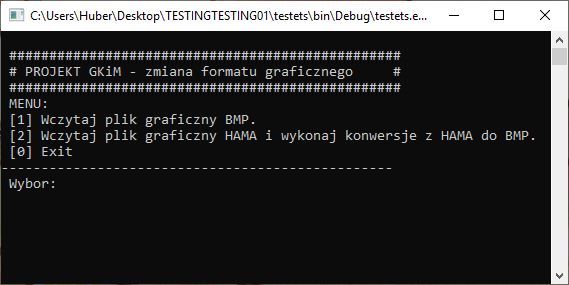 C:\Users\Huber\Desktop\TESTINGTESTING01\testets\bin\Debug\testets.e...
#################################################
# PROJEKT GKiM - zmiana formatu graficznego     #
#################################################
MENU:
[1] Wczytaj plik graficzny BMP.
[2] Wczytaj plik graficzny HAMA i wykonaj konwersje z HAMA do BMP.
[0] Exit
-------------------------------------------------
Wybor: